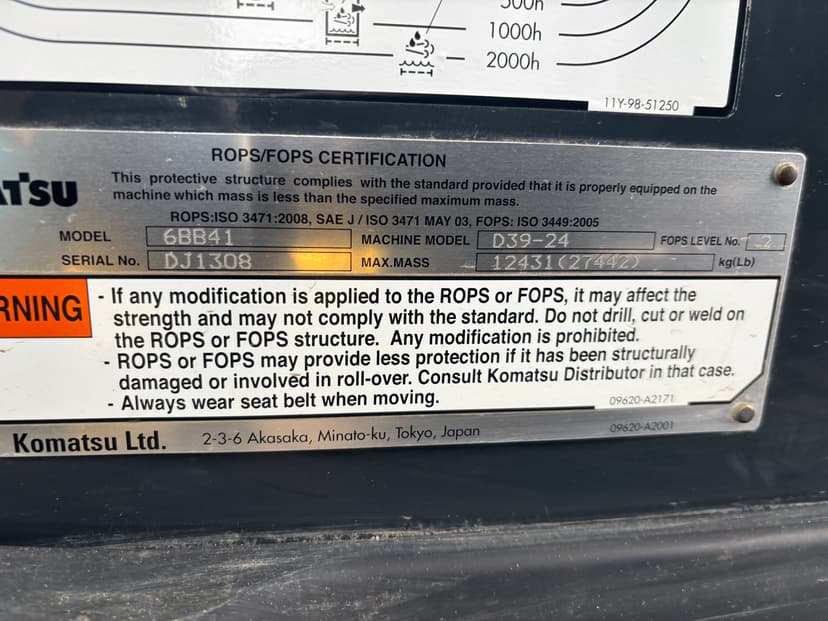 500h
1000h
2000h
11Y-98-51250
ROPS/FOPS CERTIFICATION
ATSU
This protective structure complies with the standard provided that it is properly equipped on the
machine which mass is less than the specified maximum mass.
ROPS:ISO 3471:2008, SAE J / ISO 3471 MAY 03, FOPS: ISO 3449:2005
MODEL 6BB41 MACHINE MODEL D39-24 FOPS LEVEL No. 2
SERIAL No. DJ1308 MAX.MASS 12431(27442) kg(Lb)
RNING
- If any modification is applied to the ROPS or FOPS, it may affect the
strength and may not comply with the standard. Do not drill, cut or weld on
the ROPS or FOPS structure. Any modification is prohibited.
- ROPS or FOPS may provide less protection if it has been structurally
damaged or involved in roll-over. Consult Komatsu Distributor in that case.
- Always wear seat belt when moving.
09620-A2171
Komatsu Ltd. 2-3-6 Akasaka, Minato-ku, Tokyo, Japan
09620-A2001